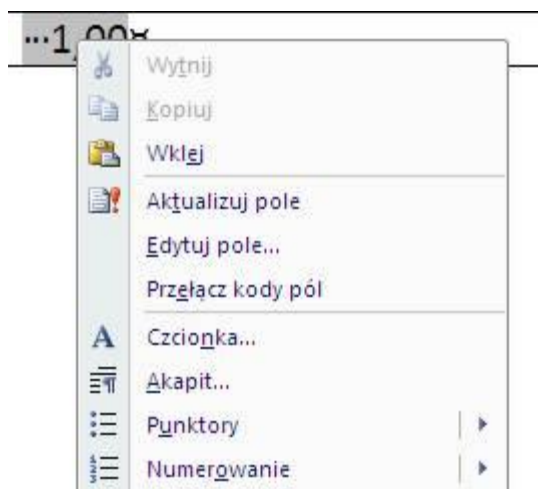 ···1,00¤
Wytnij
Kopiuj
Wklej
Aktualizuj pole
Edytuj pole...
Przełącz kody pól
Czcionka...
Akapit...
Punktory
Numerowanie